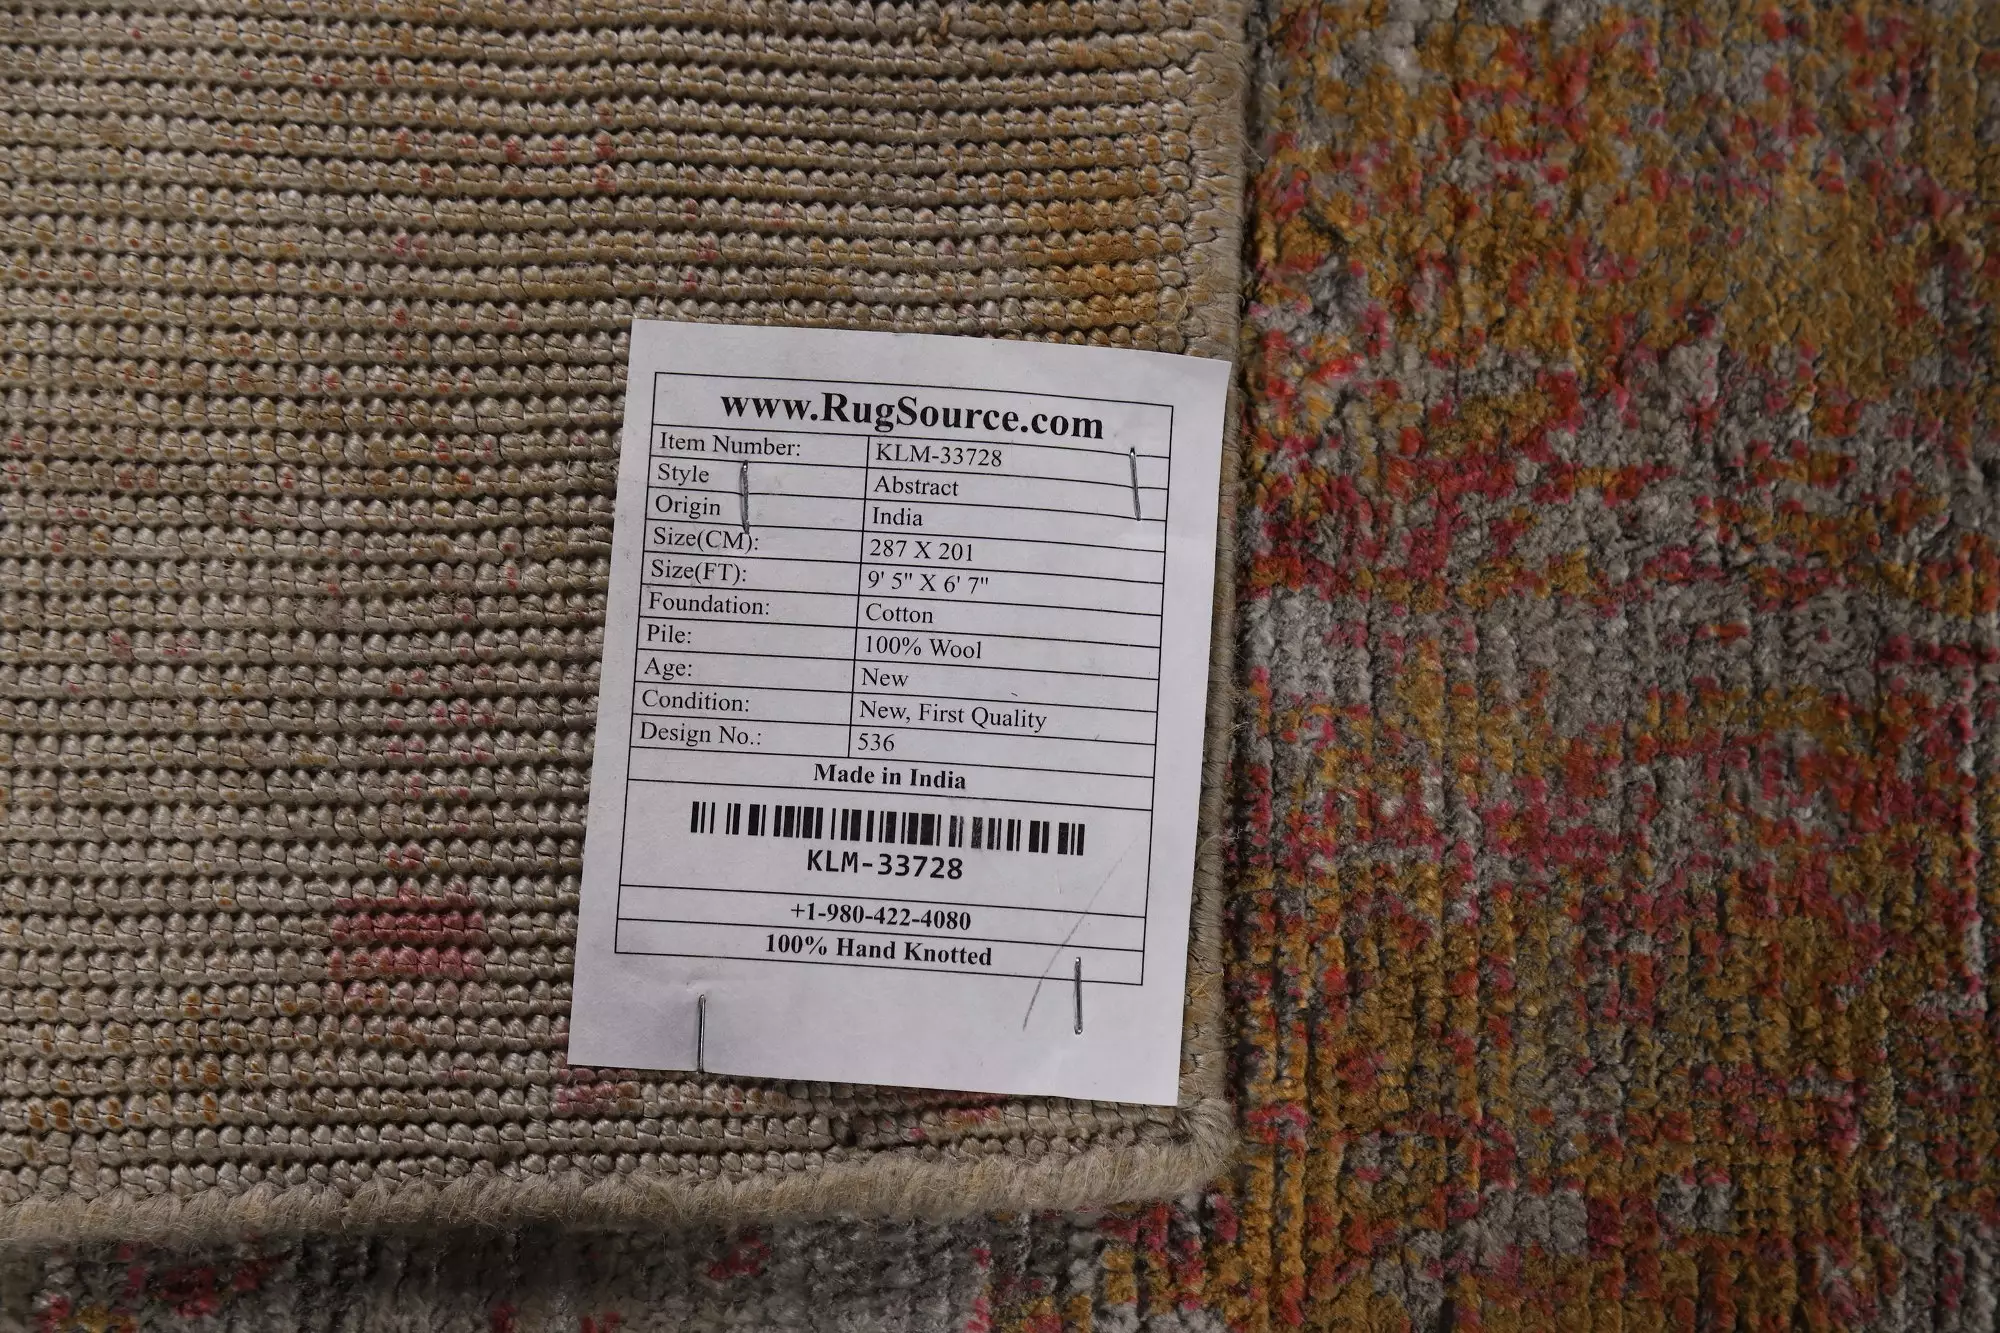 www.RugSource.com
Item Number: KLM-33728
Style Abstract
Origin India
Size(CM): 287 X 201
Size(FT): 9' 5" X 6' 7"
Foundation: Cotton
Pile: 100% Wool
Age: New
Condition: New, First Quality
Design No.: 536
Made in India
KLM-33728
+1-980-422-4080
100% Hand Knotted